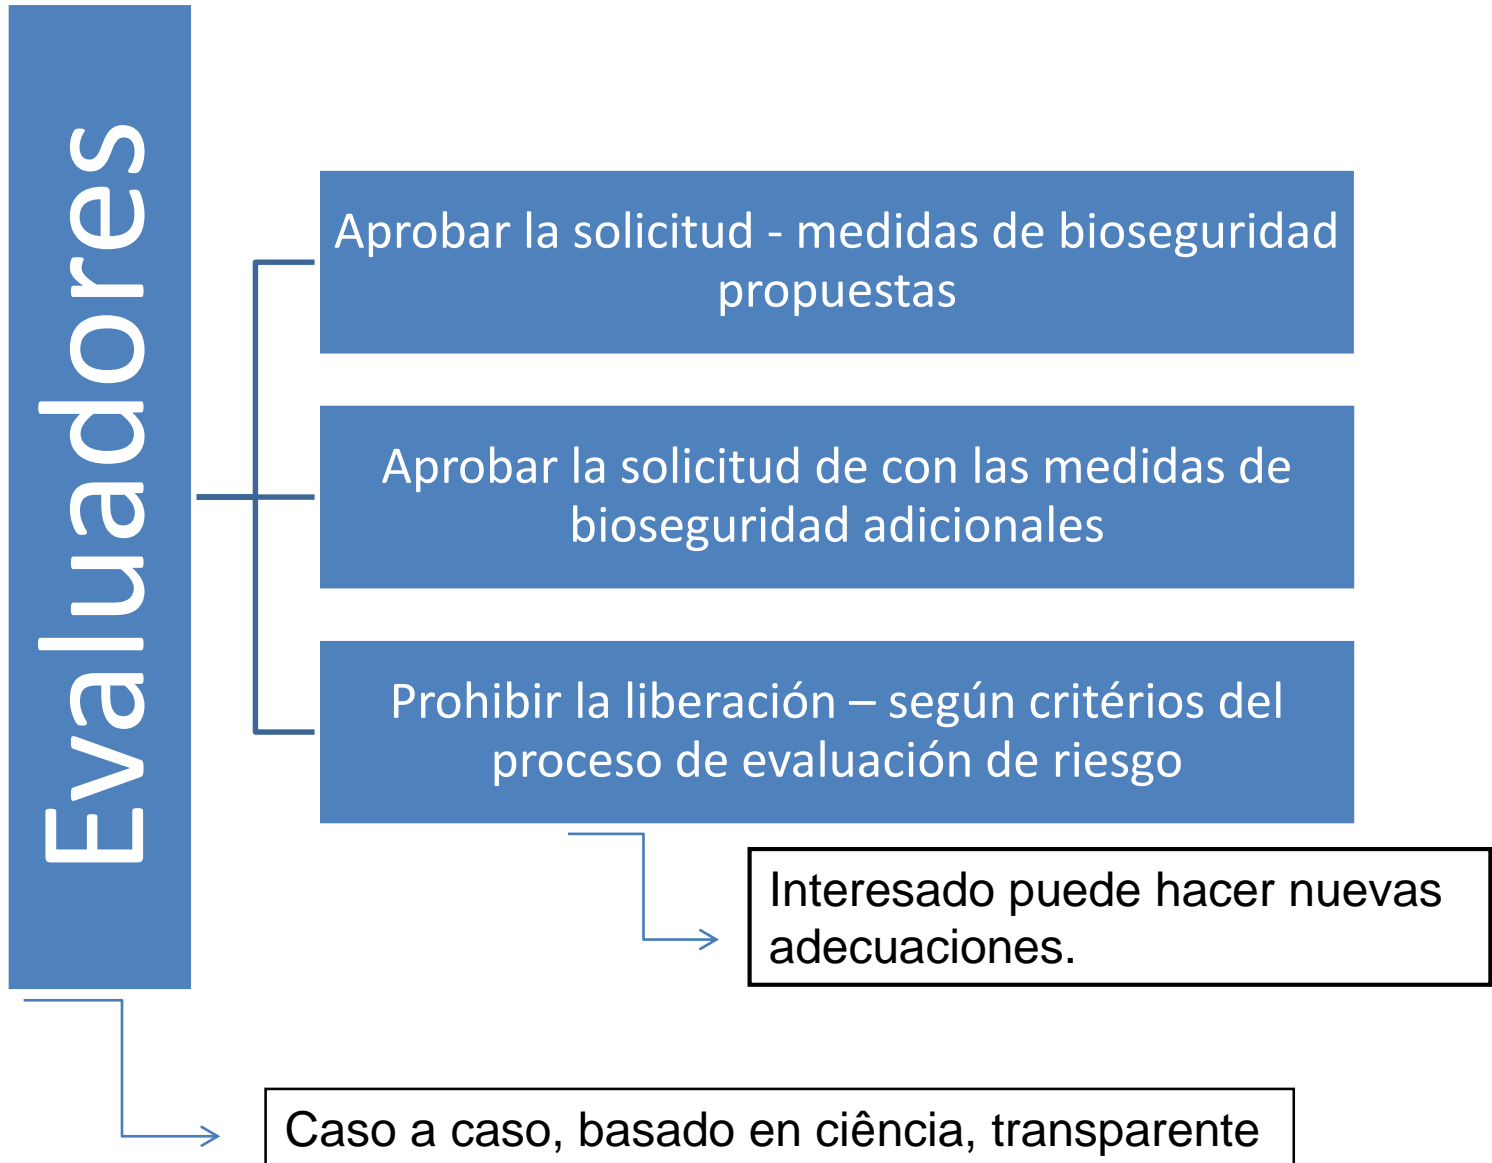 Evaluadores
Aprobar la solicitud - medidas de bioseguridad
propuestas
Aprobar la solicitud de con las medidas de
bioseguridad adicionales
Prohibir la liberación – según critérios del
proceso de evaluación de riesgo
Interesado puede hacer nuevas
adecuaciones.
Caso a caso, basado en ciência, transparente